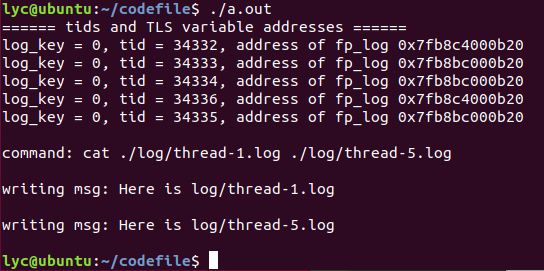 lyc@ubuntu:~/codefile$ ./a.out
====== tids and TLS variable addresses ======
log_key = 0, tid = 34332, address of fp_log 0x7fb8c4000b20
log_key = 0, tid = 34333, address of fp_log 0x7fb8bc000b20
log_key = 0, tid = 34334, address of fp_log 0x7fb8bc000b20
log_key = 0, tid = 34336, address of fp_log 0x7fb8c4000b20
log_key = 0, tid = 34335, address of fp_log 0x7fb8bc000b20
command: cat ./log/thread-1.log ./log/thread-5.log
writing msg: Here is log/thread-1.log
writing msg: Here is log/thread-5.log
lyc@ubuntu:~/codefile$